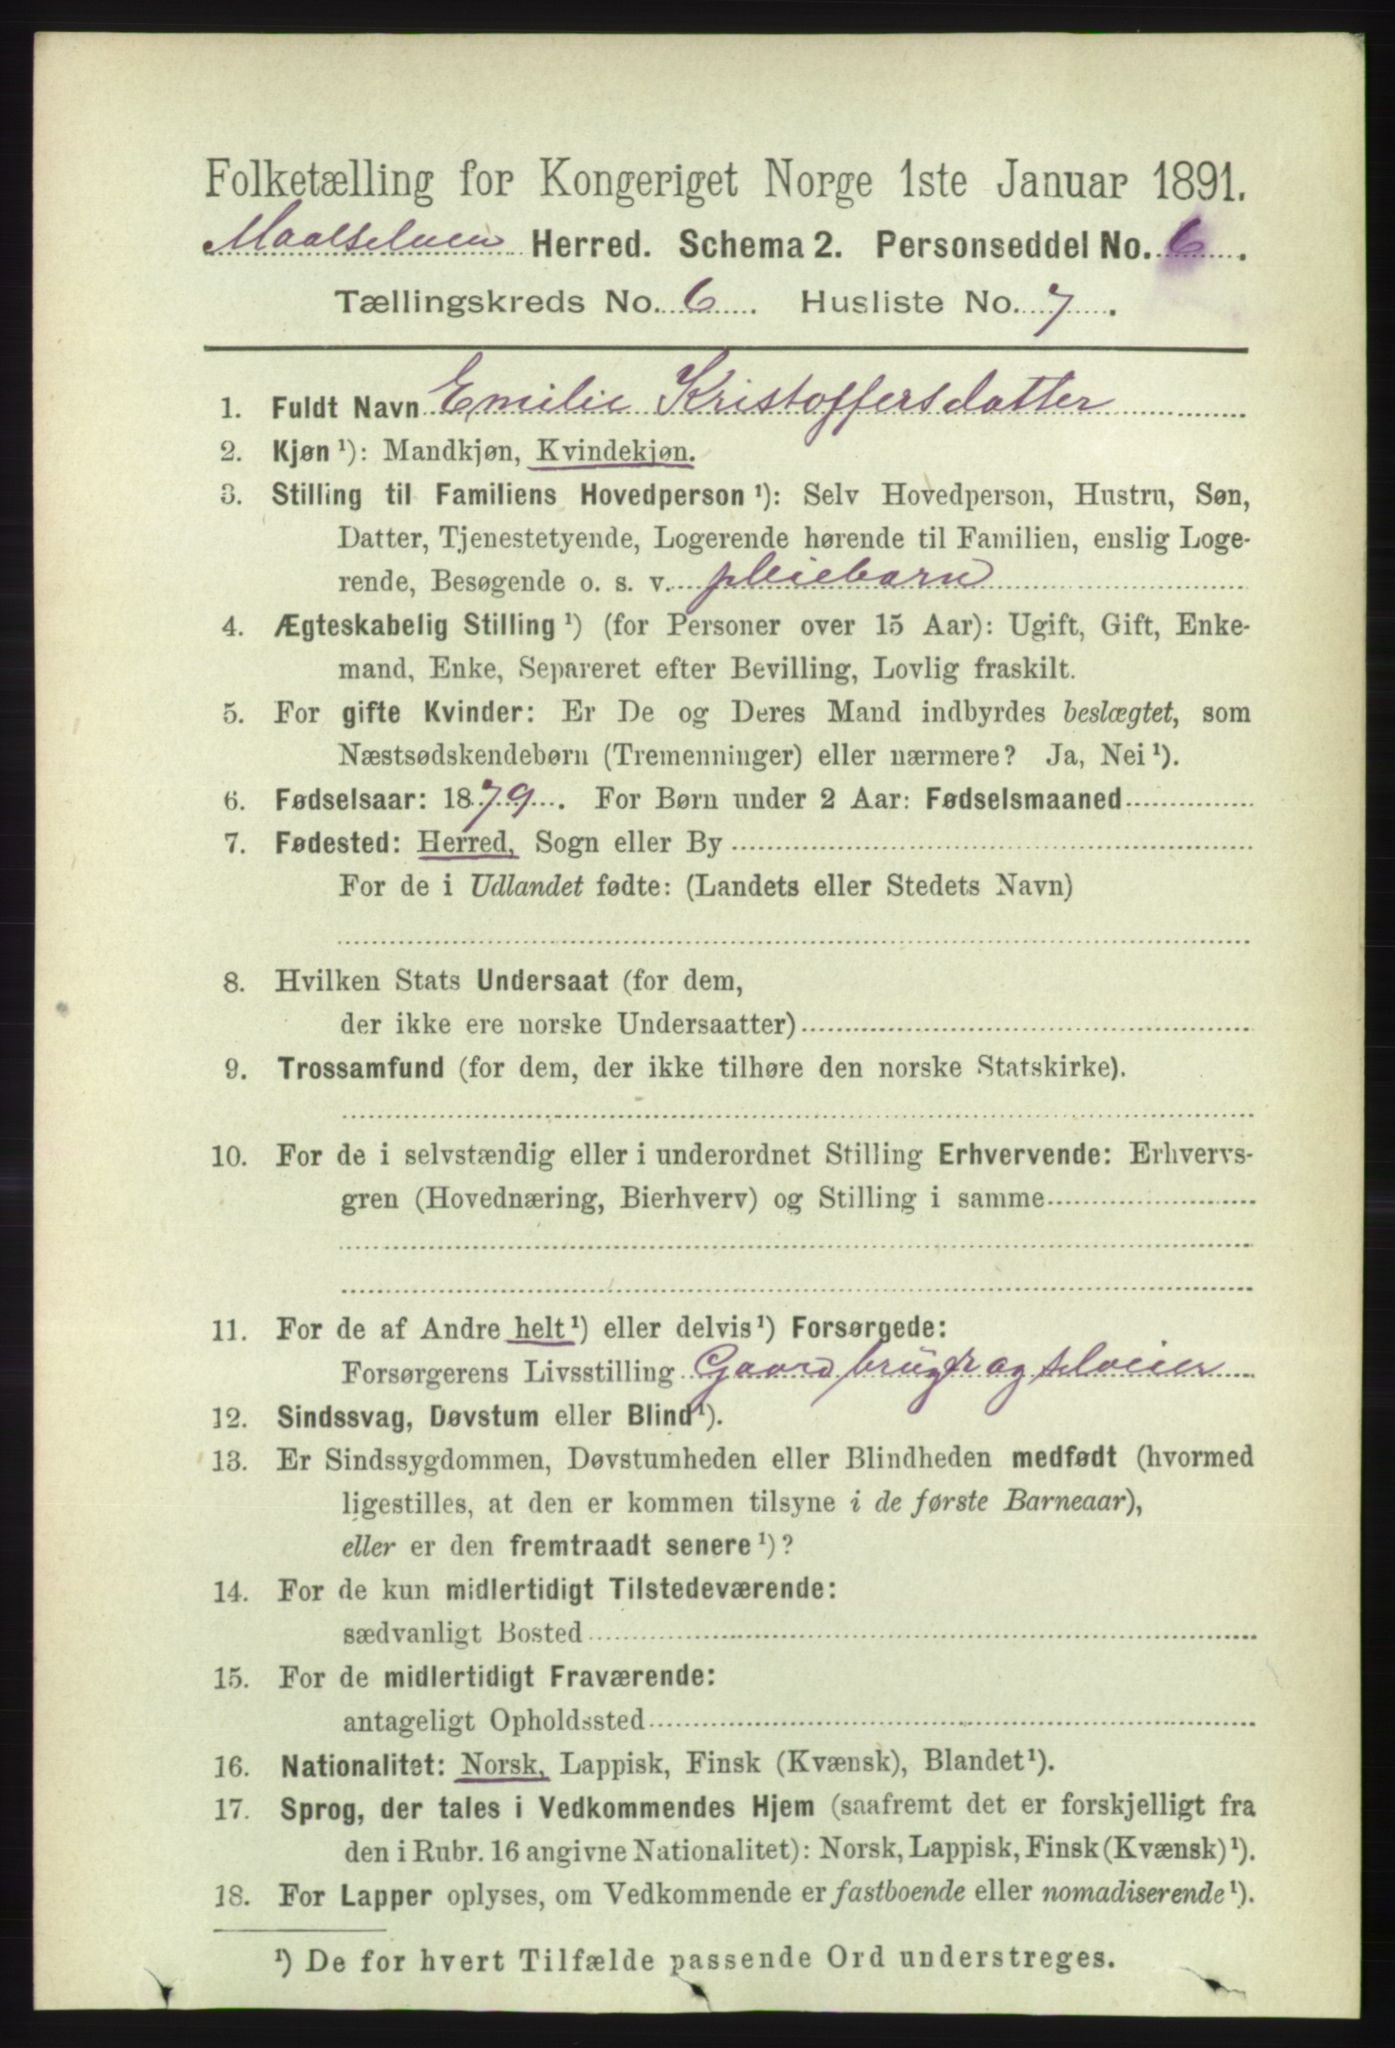 Folketælling for Kongeriget Norge 1ste Januar 1891.
Maalselven Herred. Schema 2. Personseddel No. 6.
Tællingskreds No. 6. Husliste No. 7.
1. Fuldt Navn Emilie Kristoffersdatter
2. Kjøn ¹): Mandkjøn, Kvindekjøn.
3. Stilling til Familiens Hovedperson ¹): Selv Hovedperson, Hustru, Søn,
Datter, Tjenestetyende, Logerende hørende til Familien, enslig Loge-
rende, Besøgende o. s. v. pleiebarn
4. Ægteskabelig Stilling ¹) (for Personer over 15 Aar): Ugift, Gift, Enke-
mand, Enke, Separeret efter Bevilling, Lovlig fraskilt.
5. For gifte Kvinder: Er De og Deres Mand indbyrdes beslægtet, som
Næstsødskendebørn (Tremenninger) eller nærmere? Ja, Nei ¹).
6. Fødselsaar: 1879. For Børn under 2 Aar: Fødselsmaaned
7. Fødested: Herred, Sogn eller By
For de i Udlandet fødte: (Landets eller Stedets Navn)
8. Hvilken Stats Undersaat (for dem,
der ikke ere norske Undersaatter)
9. Trossamfund (for dem, der ikke tilhøre den norske Statskirke).
10. For de i selvstændig eller i underordnet Stilling Erhvervende: Erhvervs-
gren (Hovednæring, Bierhverv) og Stilling i samme
11. For de af Andre helt ¹) eller delvis ¹) Forsørgede:
Forsørgerens Livsstilling Gaardbruger og selveier
12. Sindssvag, Døvstum eller Blind ¹).
13. Er Sindssygdommen, Døvstumheden eller Blindheden medfødt (hvormed
ligestilles, at den er kommen tilsyne i de første Barneaar),
eller er den fremtraadt senere ¹)?
14. For de kun midlertidigt Tilstedeværende:
sædvanligt Bosted
15. For de midlertidigt Fraværende:
antageligt Opholdssted
16. Nationalitet: Norsk, Lappisk, Finsk (Kvænsk), Blandet ¹).
17. Sprog, der tales i Vedkommendes Hjem (saafremt det er forskjelligt fra
den i Rubr. 16 angivne Nationalitet): Norsk, Lappisk, Finsk (Kvænsk) ¹).
18. For Lapper oplyses, om Vedkommende er fastboende eller nomadiserende ¹).
¹) De for hvert Tilfælde passende Ord understreges.